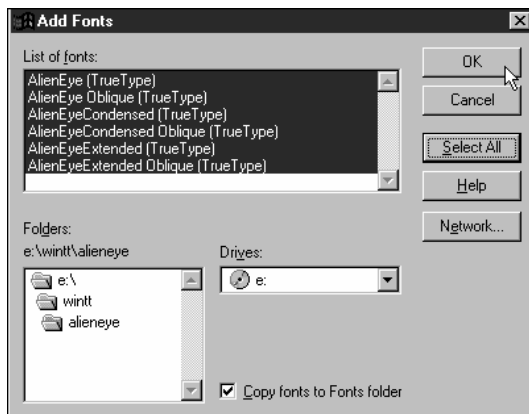 Add Fonts
List of fonts:
AlienEye (TrueType)
AlienEye Oblique (TrueType)
AlienEyeCondensed (TrueType)
AlienEyeCondensed Oblique (TrueType)
AlienEyeExtended (TrueType)
AlienEyeExtended Oblique (TrueType)
OK
Cancel
Select All
Help
Network...
Folders:
e:\wintt\alieneye
e:\
wintt
alieneye
Drives:
e:
Copy fonts to Fonts folder